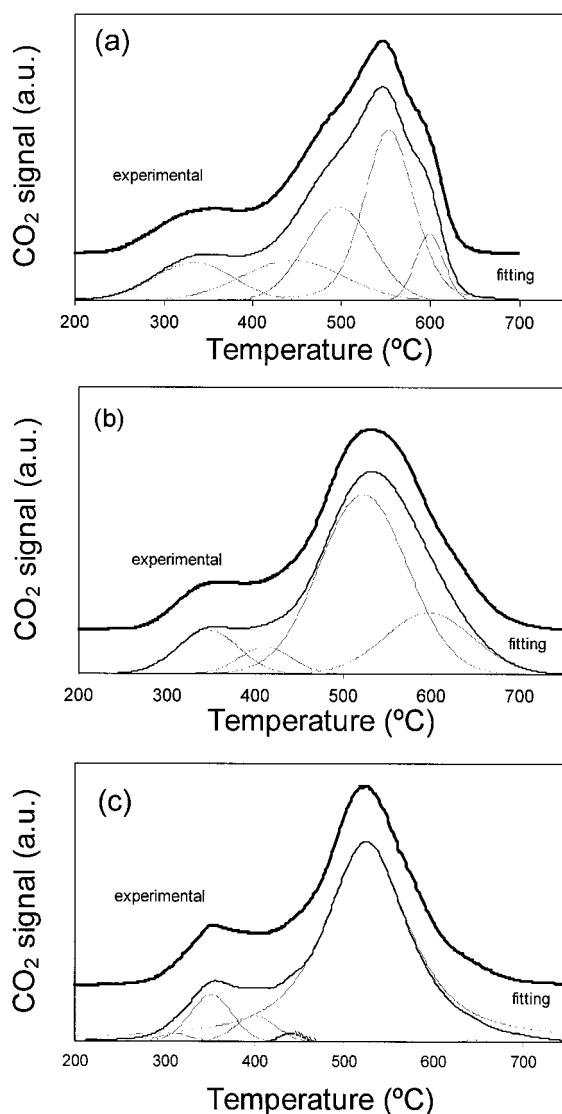 (a)
CO₂ signal (a.u.)
experimental
fitting
200 300 400 500 600 700
Temperature (ºC)
(b)
CO₂ signal (a.u.)
experimental
fitting
200 300 400 500 600 700
Temperature (ºC)
(c)
CO₂ signal (a.u.)
experimental
fitting
200 300 400 500 600 700
Temperature (ºC)